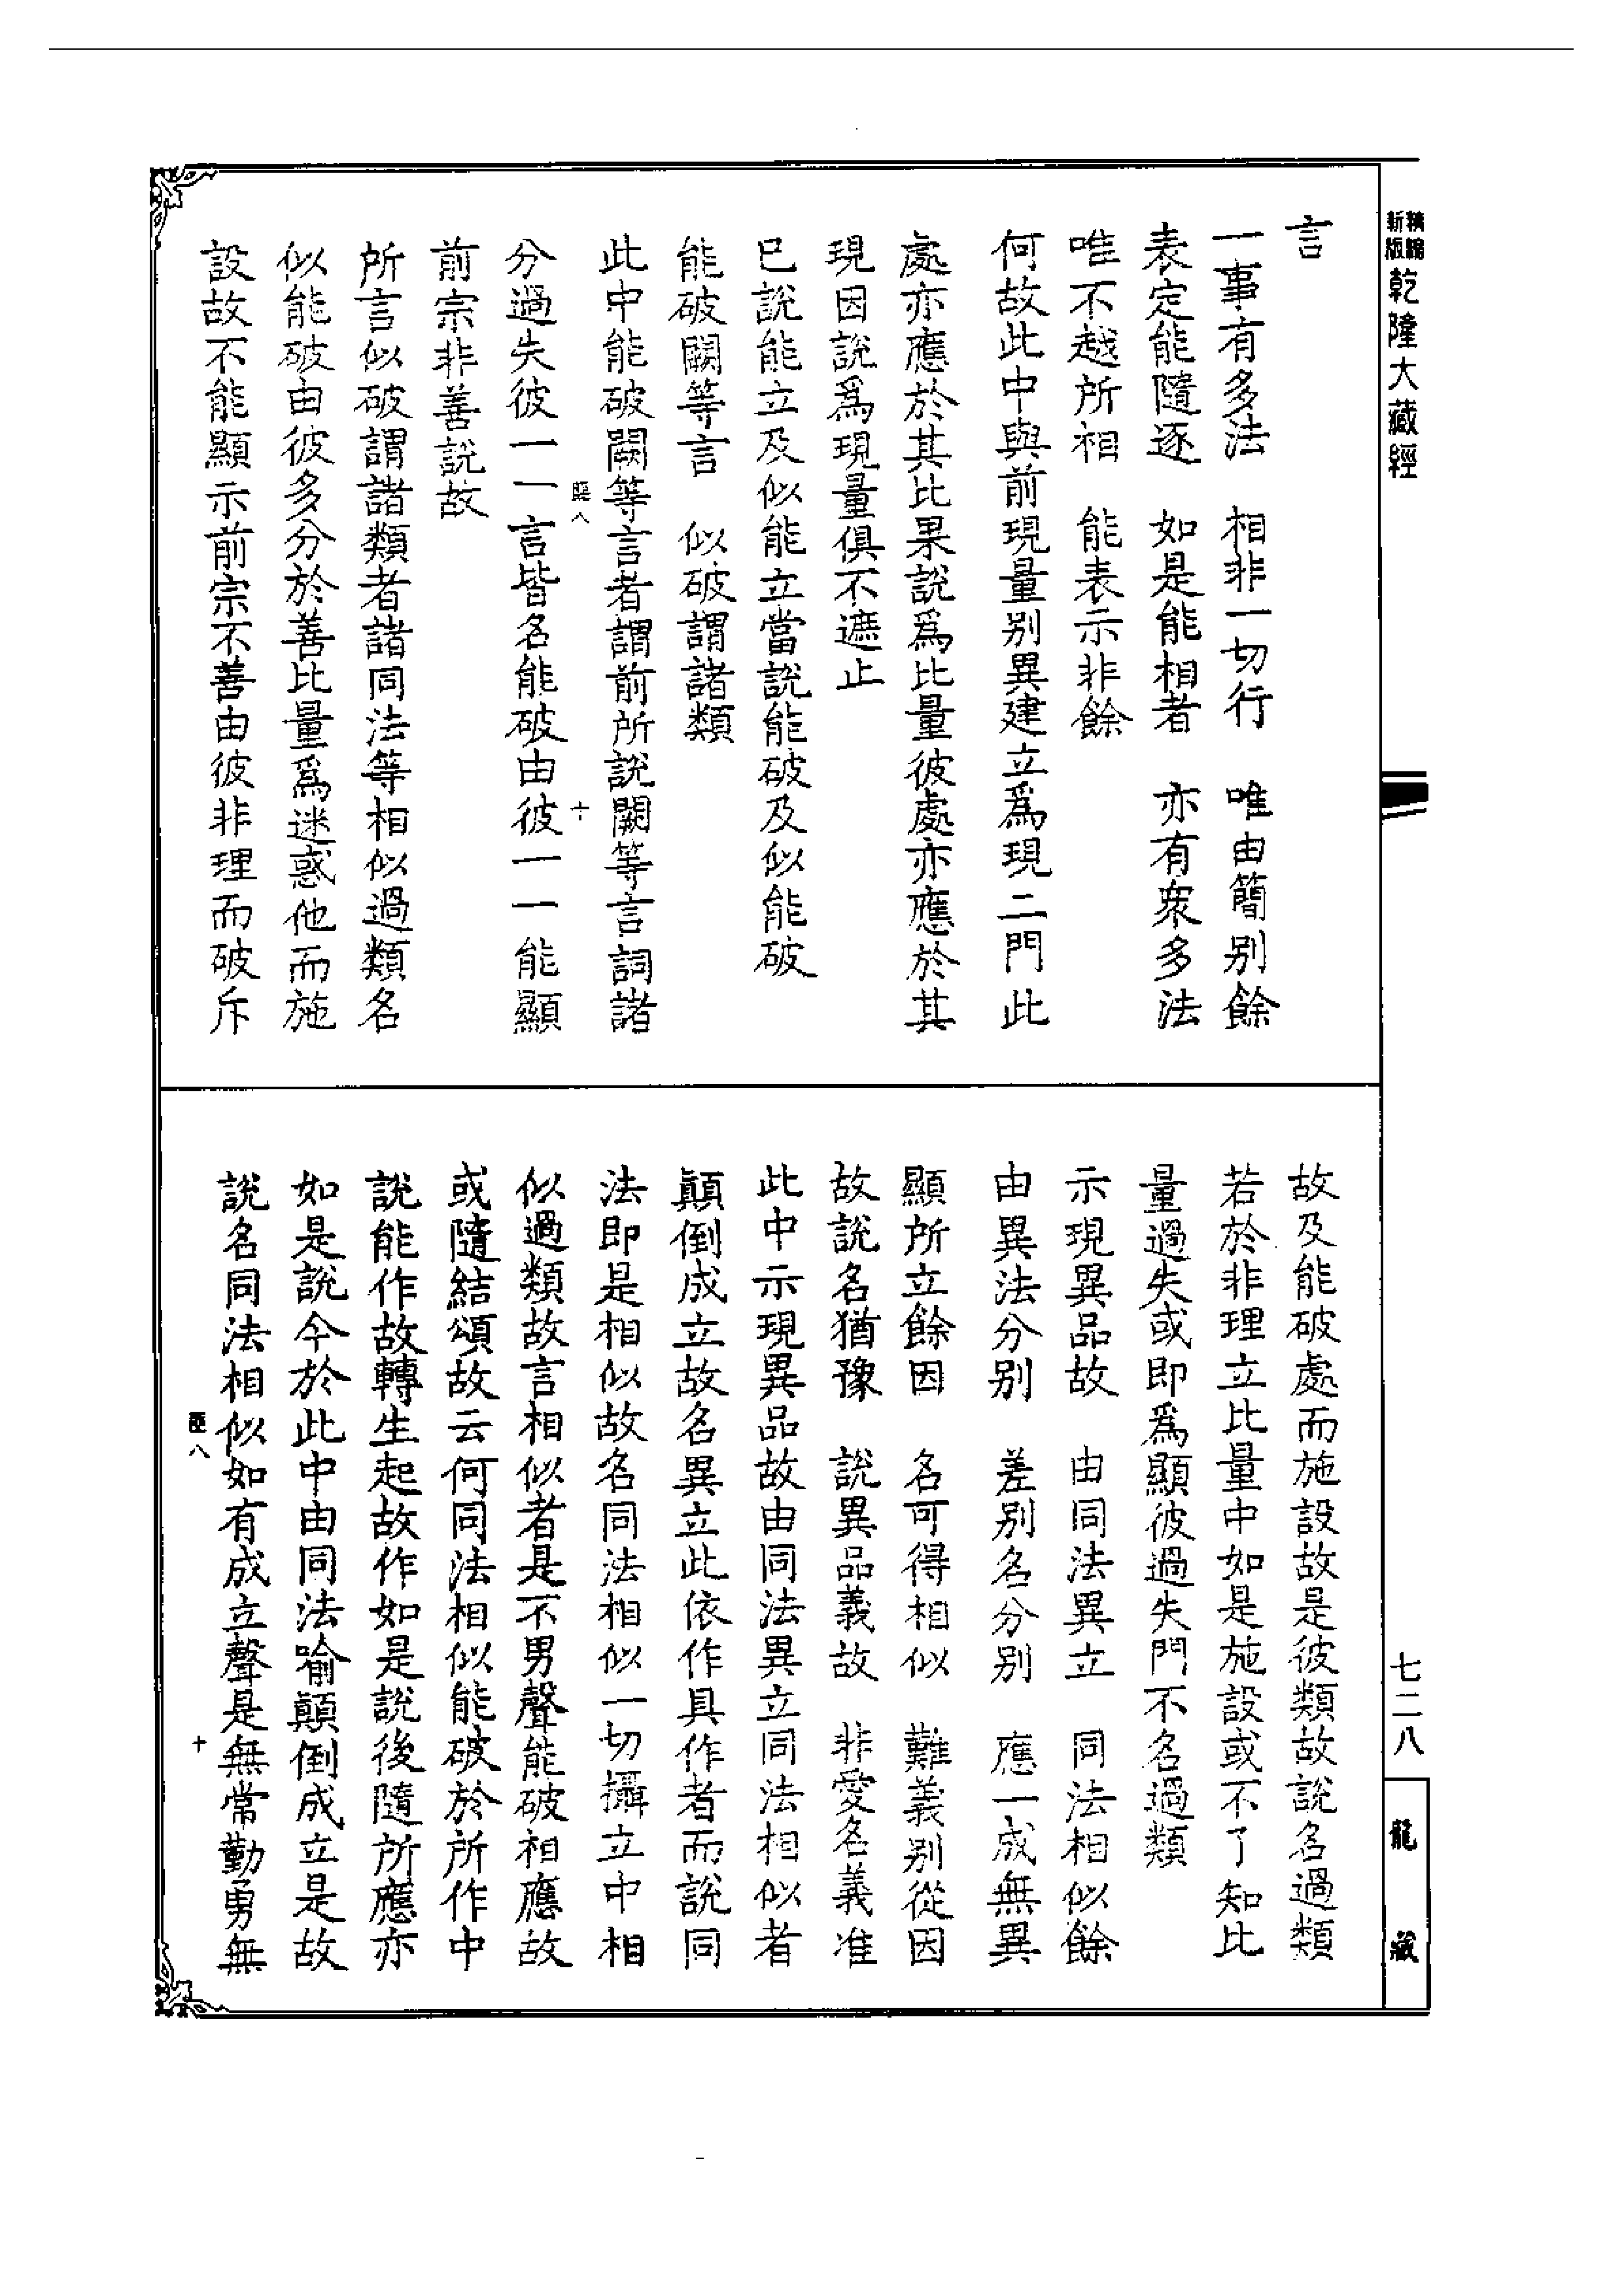 精編
新版
乾隆大藏經
言
一事有多法　相非一切行　唯由簡別餘
表定能隨逐　如是能相者　亦有衆多法
唯不越所相　能表示非餘
何故此中與前現量別異建立爲現二門此
處亦應於其比果說爲比量彼處亦應於其
現因說爲現量俱不遮止
已說能立及似能立當說能破及似能破
能破闕等言　似破謂諸類
此中能破闕等言者謂前所說闕等言詞諸
分過失彼一一言皆名能破由彼一一能顯
八
十
前宗非善說故
所言似破謂諸類者諸同法等相似過類名
似能破由彼多分於善比量爲迷惑他而施
設故不能顯示前宗不善由彼非理而破斥
故及能破處而施設故是彼類故說名過類
若於非理立比量中如是施設或不了知比
量過失或即爲顯彼過失門不名過類
示現異品故　由同法異立　同法相似餘
由異法分別　差別名分別　應一成無異
顯所立餘因　名可得相似　難義別從因
故說名猶豫　說異品義故　非愛名義准
此中示現異品故由同法異立同法相似者
顛倒成立故名異立此依作具作者而說同
法即是相似故名同法相似一切攝立中相
似過類故言相似者是不男聲能破相應故
或隨結頌故云何同法相似能破於所作中
說能作故轉生起故作如是說後隨所應亦
如是說今於此中由同法喻顛倒成立是故
說名同法相似如有成立聲是無常勤勇無
八
十
七二八
龍藏